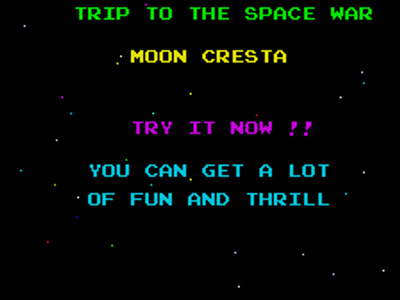 TRIP TO THE SPACE WAR
MOON CRESTA
TRY IT NOW !!
YOU CAN GET A LOT
OF FUN AND THRILL